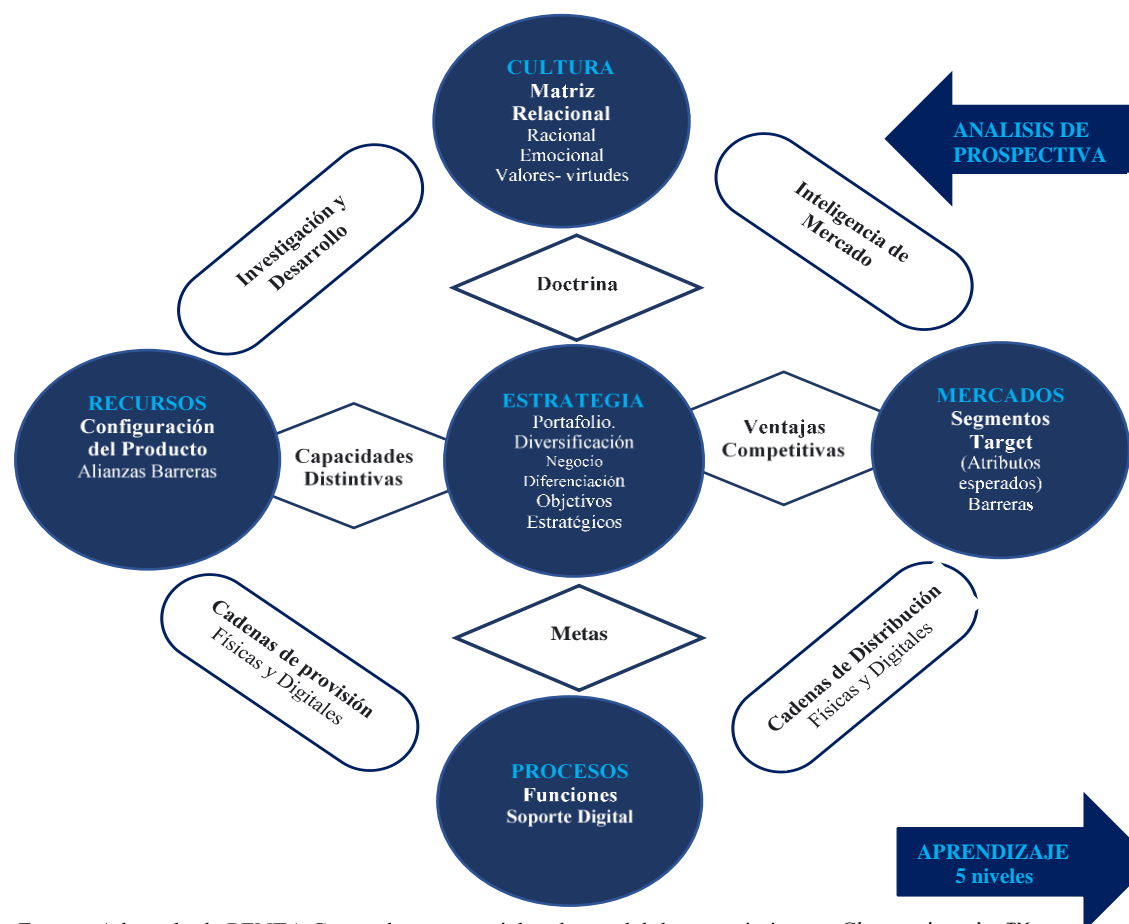 CULTURA
Matriz
Relacional
Racional
Emocional
Valores- virtudes
ANALISIS DE
PROSPECTIVA
Investigación y
Desarrollo
Inteligencia de
Mercado
Doctrina
RECURSOS
Configuración
del Producto
Alianzas Barreras
Capacidades
Distintivas
ESTRATEGIA
Portafolio.
Diversificación
Negocio
Diferenciación
Objetivos
Estratégicos
Ventajas
Competitivas
MERCADOS
Segmentos
Target
(Atributos
esperados)
Barreras
Cadenas de provisión
Físicas y Digitales
Metas
Cadenas de Distribución
Físicas y Digitales
PROCESOS
Funciones
Soporte Digital
APRENDIZAJE
5 niveles